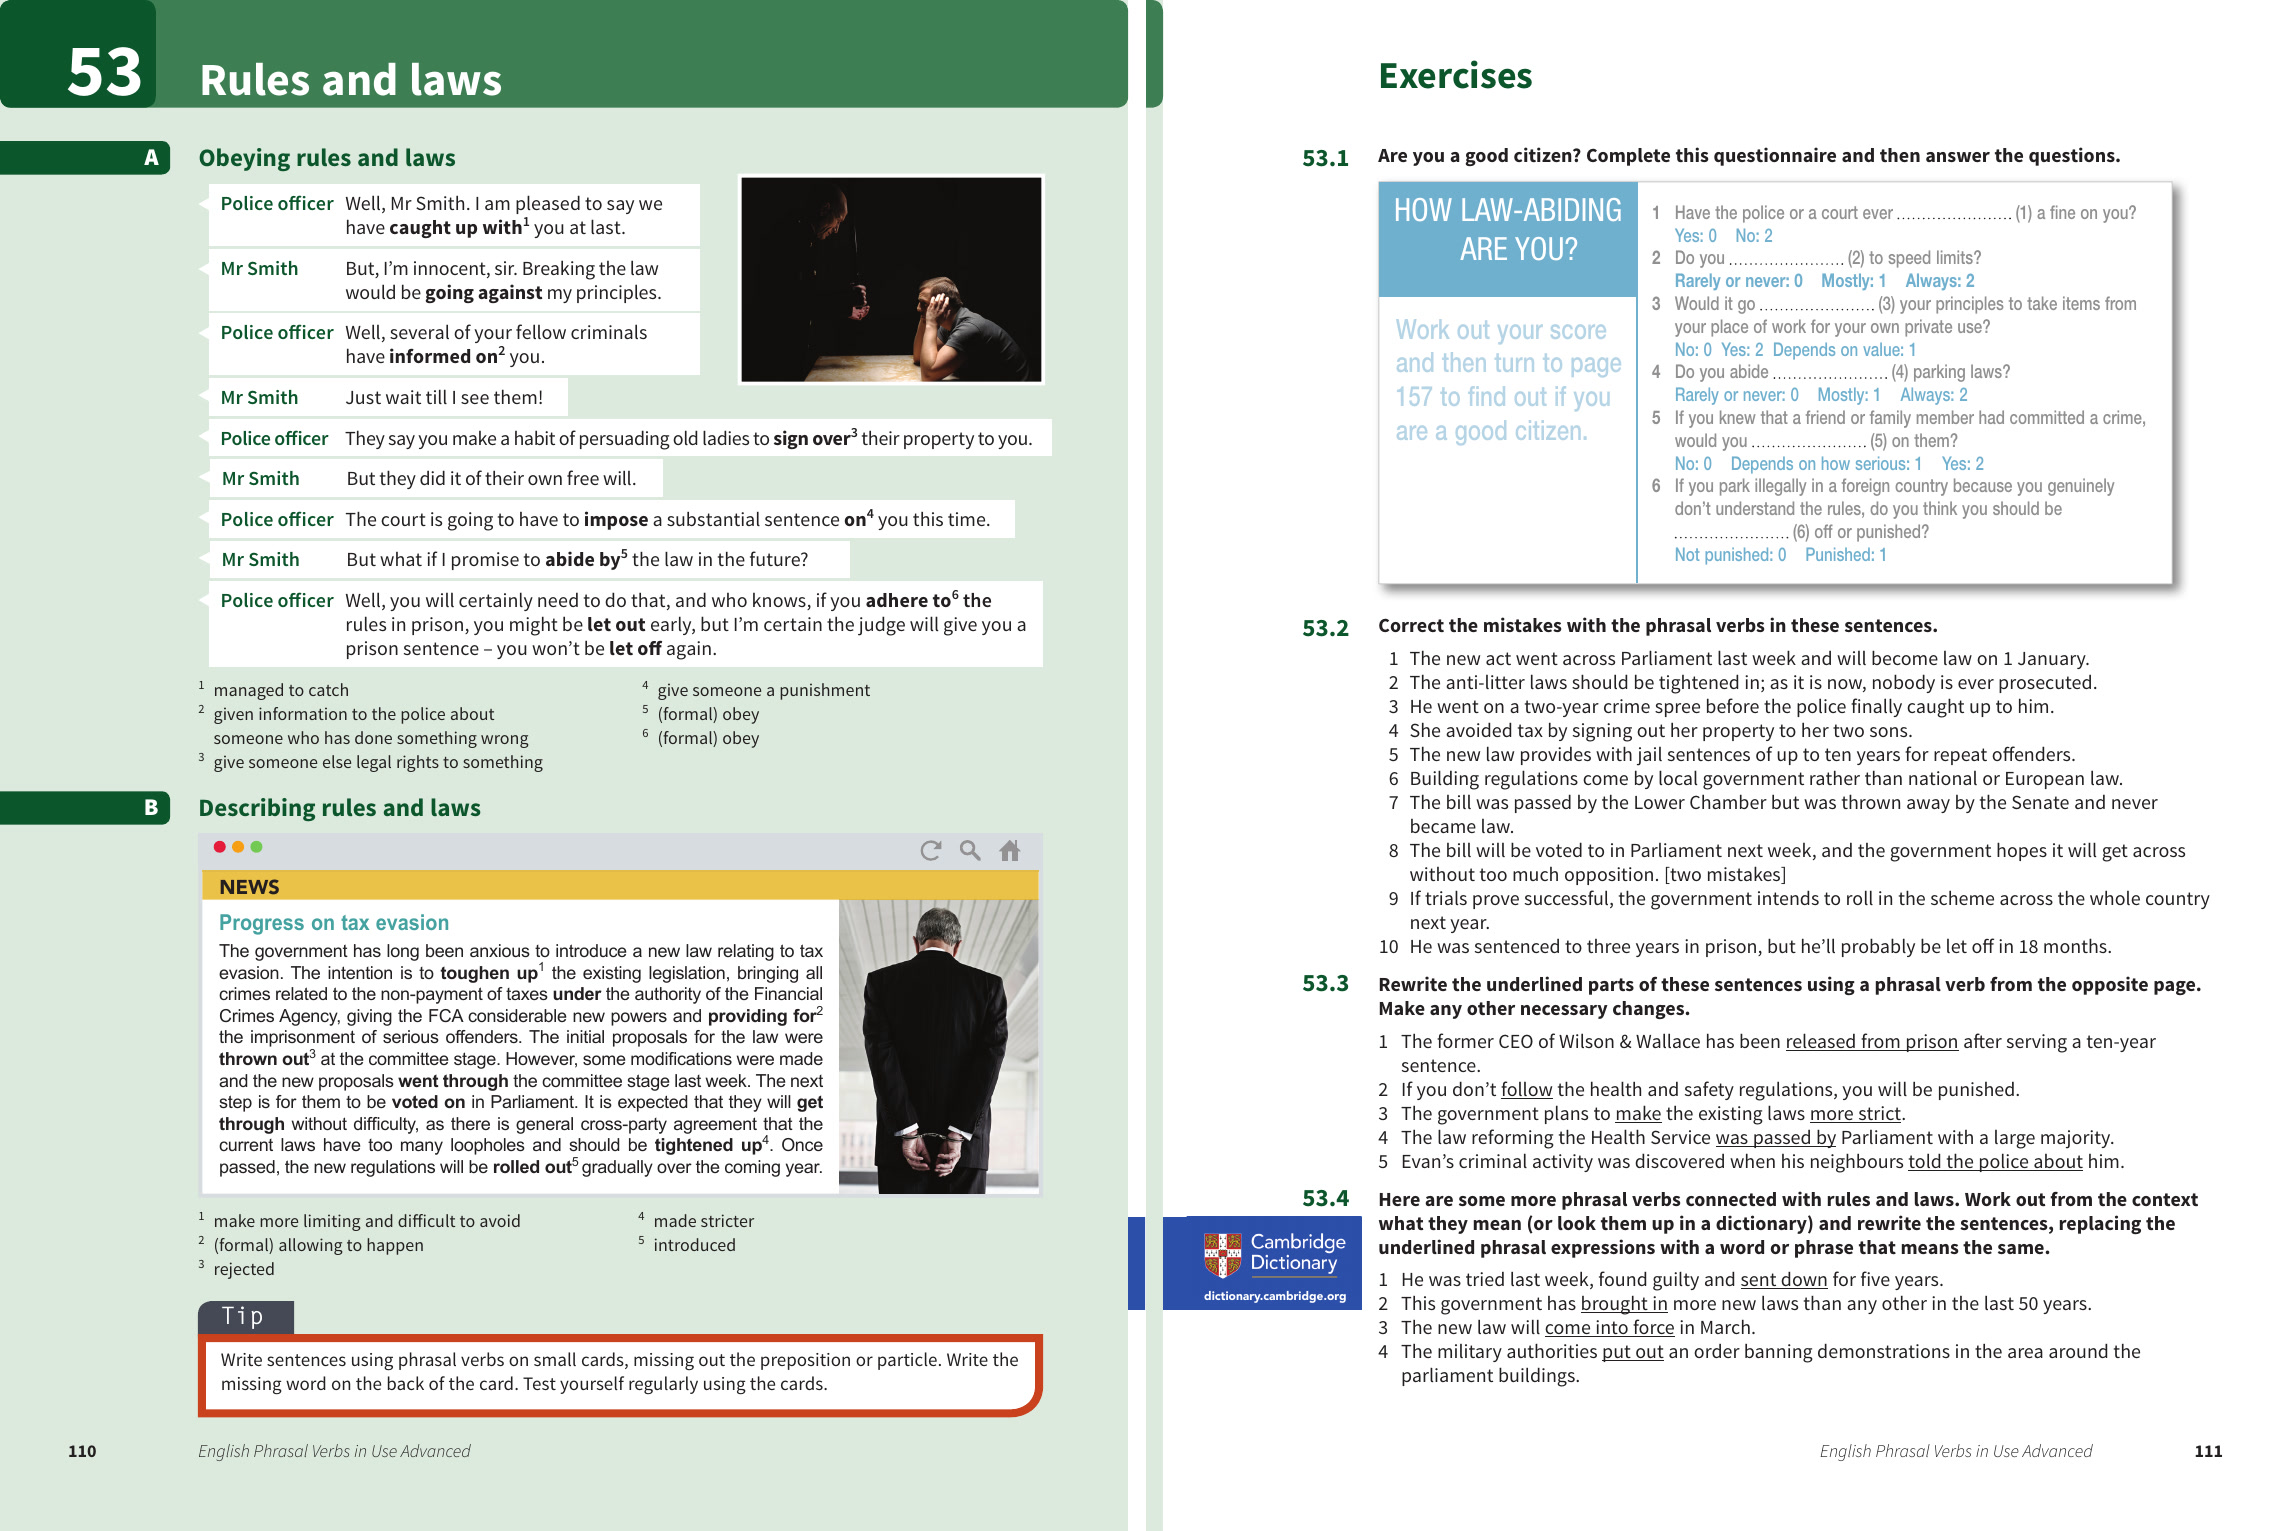 53
Rules and laws
A
Obeying rules and laws
Police officer Well, Mr Smith. I am pleased to say we
have caught up with¹ you at last.
Mr Smith But, I'm innocent, sir. Breaking the law
would be going against my principles.
Police officer Well, several of your fellow criminals
have informed on² you.
Mr Smith Just wait till I see them!
Police officer They say you make a habit of persuading old ladies to sign over³ their property to you.
Mr Smith But they did it of their own free will.
Police officer The court is going to have to impose a substantial sentence on⁴ you this time.
Mr Smith But what if I promise to abide by⁵ the law in the future?
Police officer Well, you will certainly need to do that, and who knows, if you adhere to⁶ the
rules in prison, you might be let out early, but I'm certain the judge will give you a
prison sentence – you won't be let off again.
¹ managed to catch
² given information to the police about
someone who has done something wrong
³ give someone else legal rights to something
⁴ give someone a punishment
⁵ (formal) obey
⁶ (formal) obey
B
Describing rules and laws
NEWS
Progress on tax evasion
The government has long been anxious to introduce a new law relating to tax
evasion. The intention is to toughen up¹ the existing legislation, bringing all
crimes related to the non-payment of taxes under the authority of the Financial
Crimes Agency, giving the FCA considerable new powers and providing for²
the imprisonment of serious offenders. The initial proposals for the law were
thrown out³ at the committee stage. However, some modifications were made
and the new proposals went through the committee stage last week. The next
step is for them to be voted on in Parliament. It is expected that they will get
through without difficulty, as there is general cross-party agreement that the
current laws have too many loopholes and should be tightened up⁴. Once
passed, the new regulations will be rolled out⁵ gradually over the coming year.
¹ make more limiting and difficult to avoid
² (formal) allowing to happen
³ rejected
⁴ made stricter
⁵ introduced
Tip
Write sentences using phrasal verbs on small cards, missing out the preposition or particle. Write the
missing word on the back of the card. Test yourself regularly using the cards.
110
English Phrasal Verbs in Use Advanced
Exercises
53.1 Are you a good citizen? Complete this questionnaire and then answer the questions.
HOW LAW-ABIDING
ARE YOU?
Work out your score
and then turn to page
157 to find out if you
are a good citizen.
1 Have the police or a court ever ....................... (1) a fine on you?
Yes: 0 No: 2
2 Do you ....................... (2) to speed limits?
Rarely or never: 0 Mostly: 1 Always: 2
3 Would it go ....................... (3) your principles to take items from
your place of work for your own private use?
No: 0 Yes: 2 Depends on value: 1
4 Do you abide ....................... (4) parking laws?
Rarely or never: 0 Mostly: 1 Always: 2
5 If you knew that a friend or family member had committed a crime,
would you ....................... (5) on them?
No: 0 Depends on how serious: 1 Yes: 2
6 If you park illegally in a foreign country because you genuinely
don't understand the rules, do you think you should be
....................... (6) off or punished?
Not punished: 0 Punished: 1
53.2 Correct the mistakes with the phrasal verbs in these sentences.
1 The new act went across Parliament last week and will become law on 1 January.
2 The anti-litter laws should be tightened in; as it is now, nobody is ever prosecuted.
3 He went on a two-year crime spree before the police finally caught up to him.
4 She avoided tax by signing out her property to her two sons.
5 The new law provides with jail sentences of up to ten years for repeat offenders.
6 Building regulations come by local government rather than national or European law.
7 The bill was passed by the Lower Chamber but was thrown away by the Senate and never
became law.
8 The bill will be voted to in Parliament next week, and the government hopes it will get across
without too much opposition. [two mistakes]
9 If trials prove successful, the government intends to roll in the scheme across the whole country
next year.
10 He was sentenced to three years in prison, but he'll probably be let off in 18 months.
53.3 Rewrite the underlined parts of these sentences using a phrasal verb from the opposite page.
Make any other necessary changes.
1 The former CEO of Wilson & Wallace has been released from prison after serving a ten-year
sentence.
2 If you don't follow the health and safety regulations, you will be punished.
3 The government plans to make the existing laws more strict.
4 The law reforming the Health Service was passed by Parliament with a large majority.
5 Evan's criminal activity was discovered when his neighbours told the police about him.
53.4 Here are some more phrasal verbs connected with rules and laws. Work out from the context
what they mean (or look them up in a dictionary) and rewrite the sentences, replacing the
underlined phrasal expressions with a word or phrase that means the same.
Cambridge
Dictionary
dictionary.cambridge.org
1 He was tried last week, found guilty and sent down for five years.
2 This government has brought in more new laws than any other in the last 50 years.
3 The new law will come into force in March.
4 The military authorities put out an order banning demonstrations in the area around the
parliament buildings.
English Phrasal Verbs in Use Advanced
111